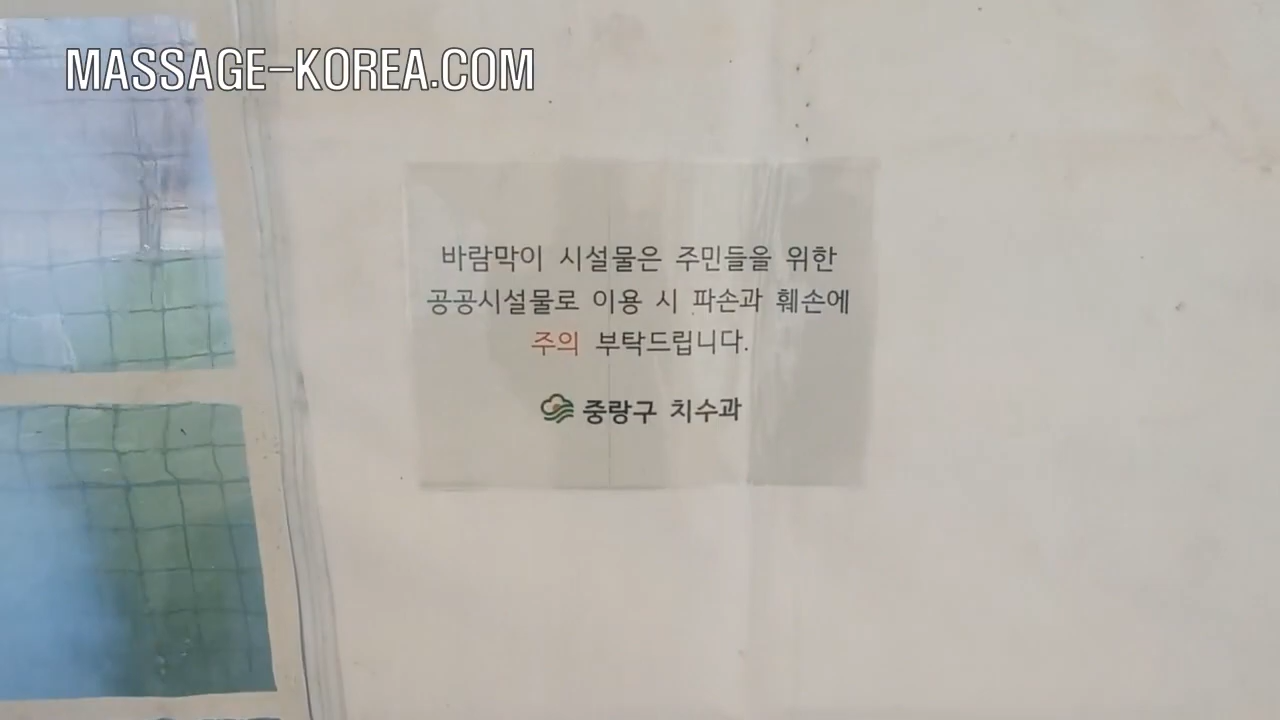 MASSAGE-KOREA.COM
바람막이 시설물은 주민들을 위한
공공시설물로 이용 시 파손과 훼손에
주의 부탁드립니다.
중랑구 치수과